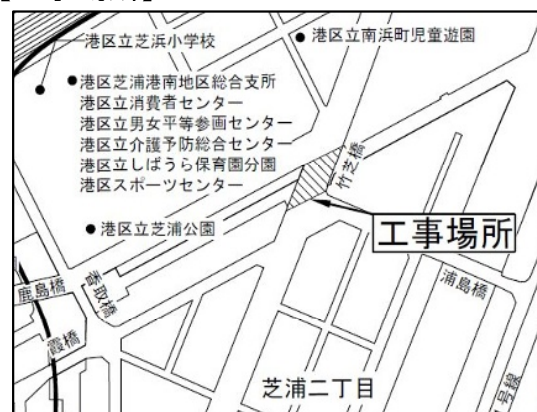 港区立芝浜小学校
港区立南浜町児童遊園
港区芝浦港南地区総合支所
港区立消費者センター
港区立男女平等参画センター
港区立介護予防総合センター
港区立しばうら保育園分園
港区スポーツセンター
竹芝橋
港区立芝浦公園
工事場所
香取橋
鹿島橋
浦島橋
霞橋
芝浦二丁目
号線